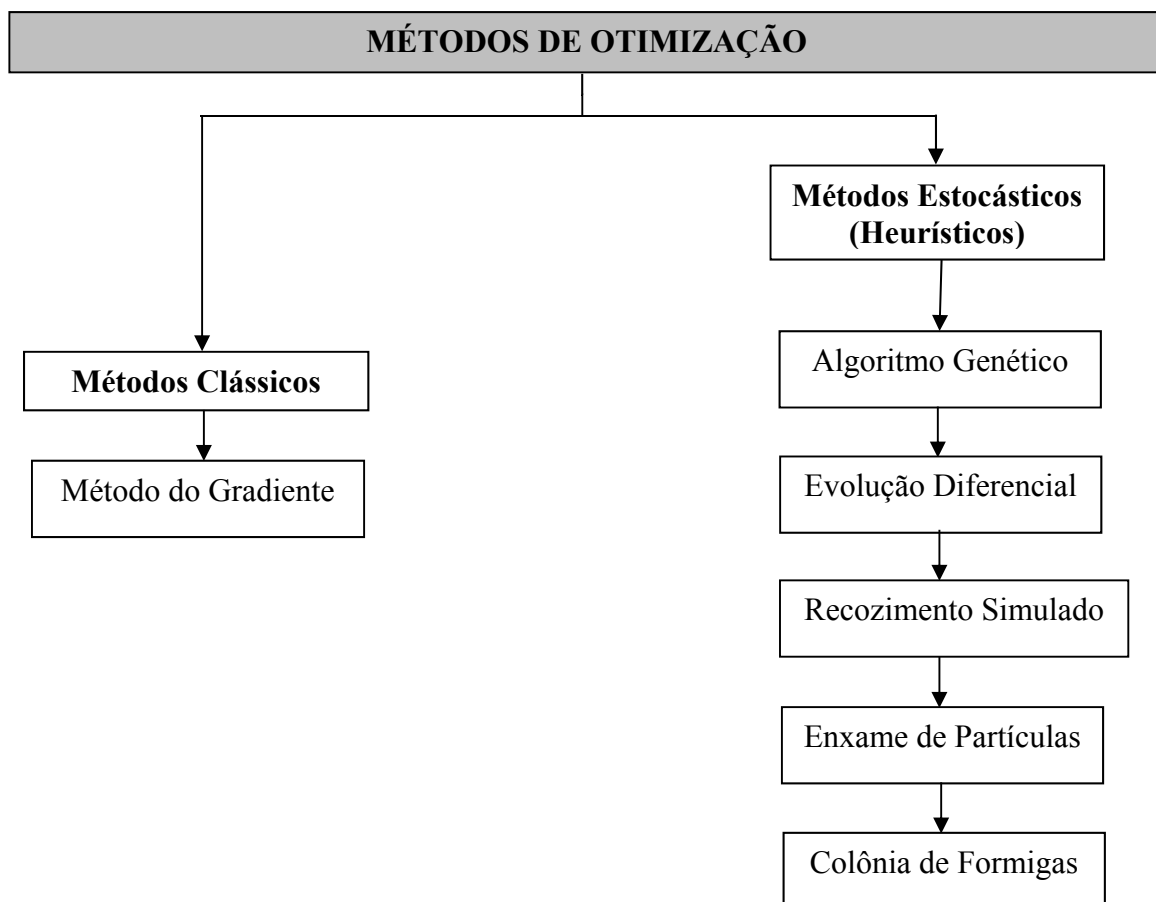 MÉTODOS DE OTIMIZAÇÃO
Métodos Estocásticos
(Heurísticos)
Métodos Clássicos
Método do Gradiente
Algoritmo Genético
Evolução Diferencial
Recozimento Simulado
Enxame de Partículas
Colônia de Formigas